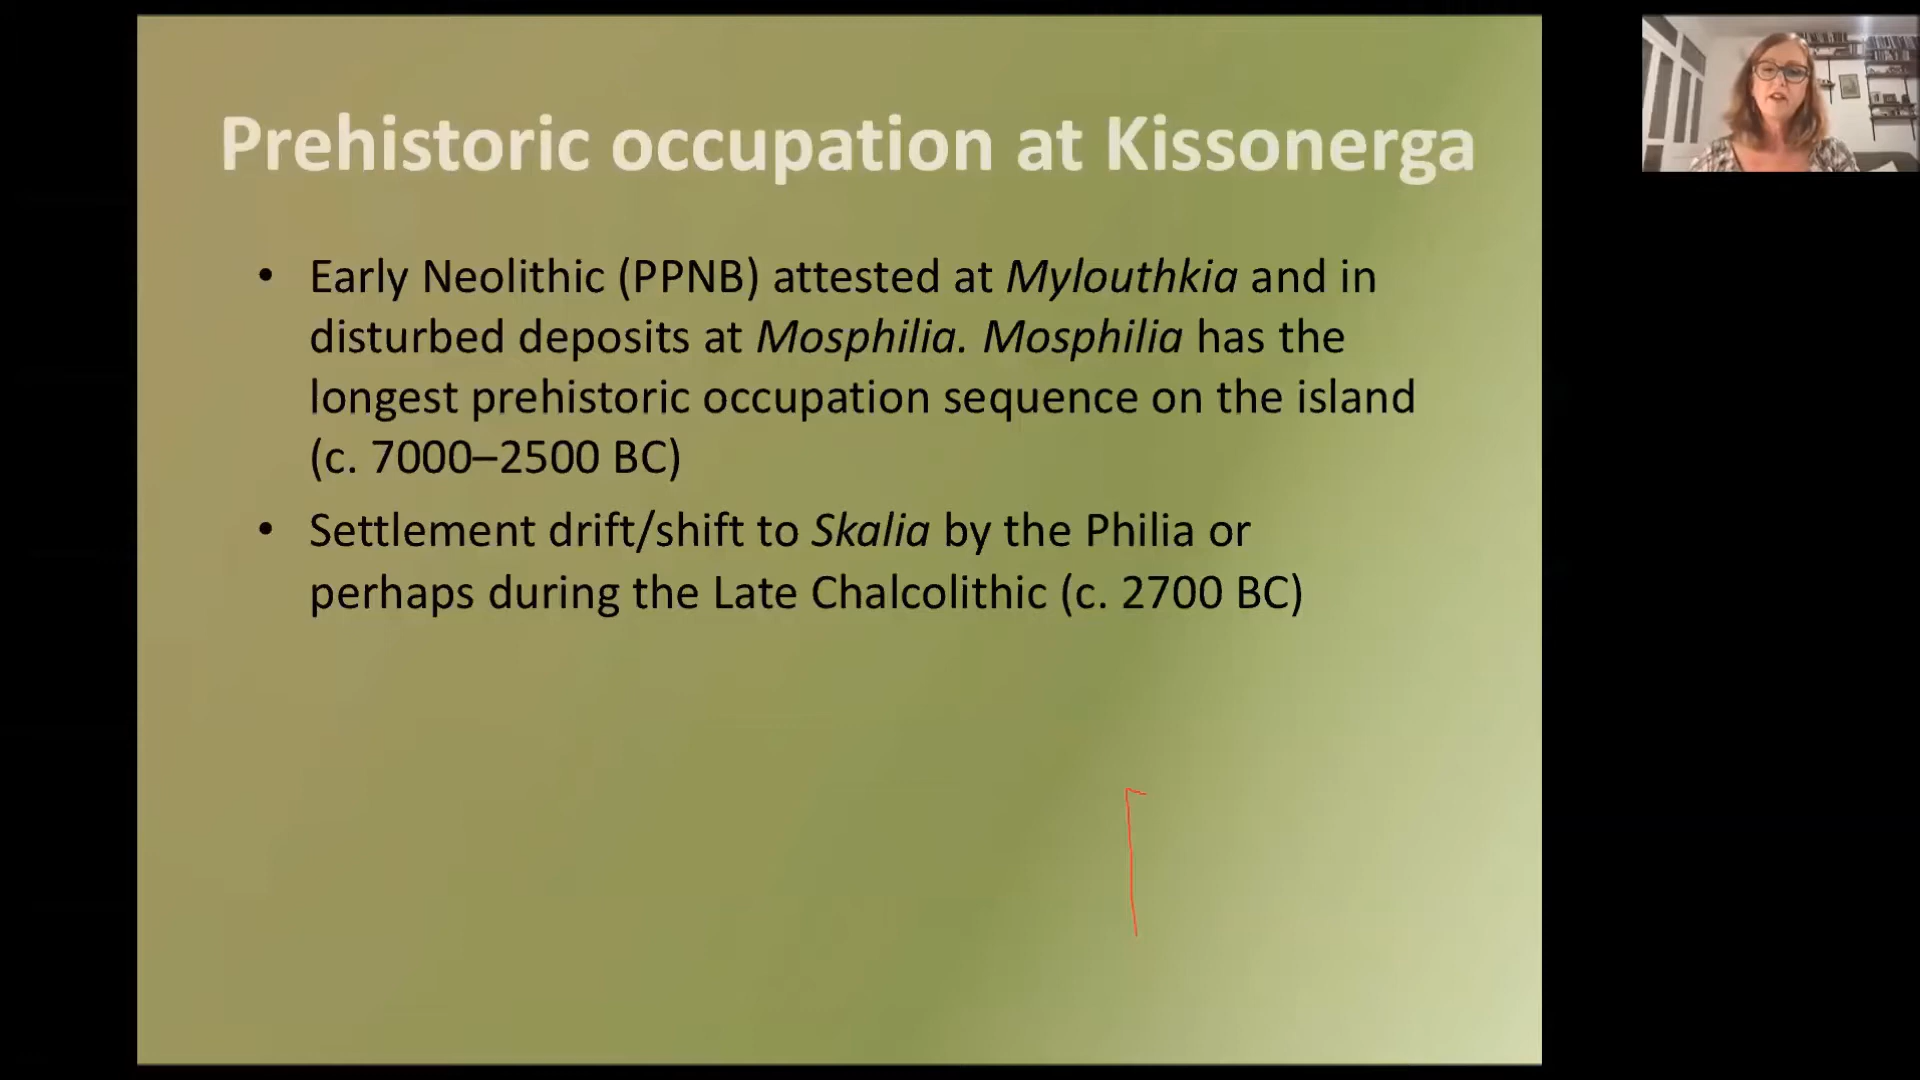 Prehistoric occupation at Kissonerga
• Early Neolithic (PPNB) attested at Mylouthkia and in
disturbed deposits at Mosphilia. Mosphilia has the
longest prehistoric occupation sequence on the island
(c. 7000–2500 BC)
• Settlement drift/shift to Skalia by the Philia or
perhaps during the Late Chalcolithic (c. 2700 BC)